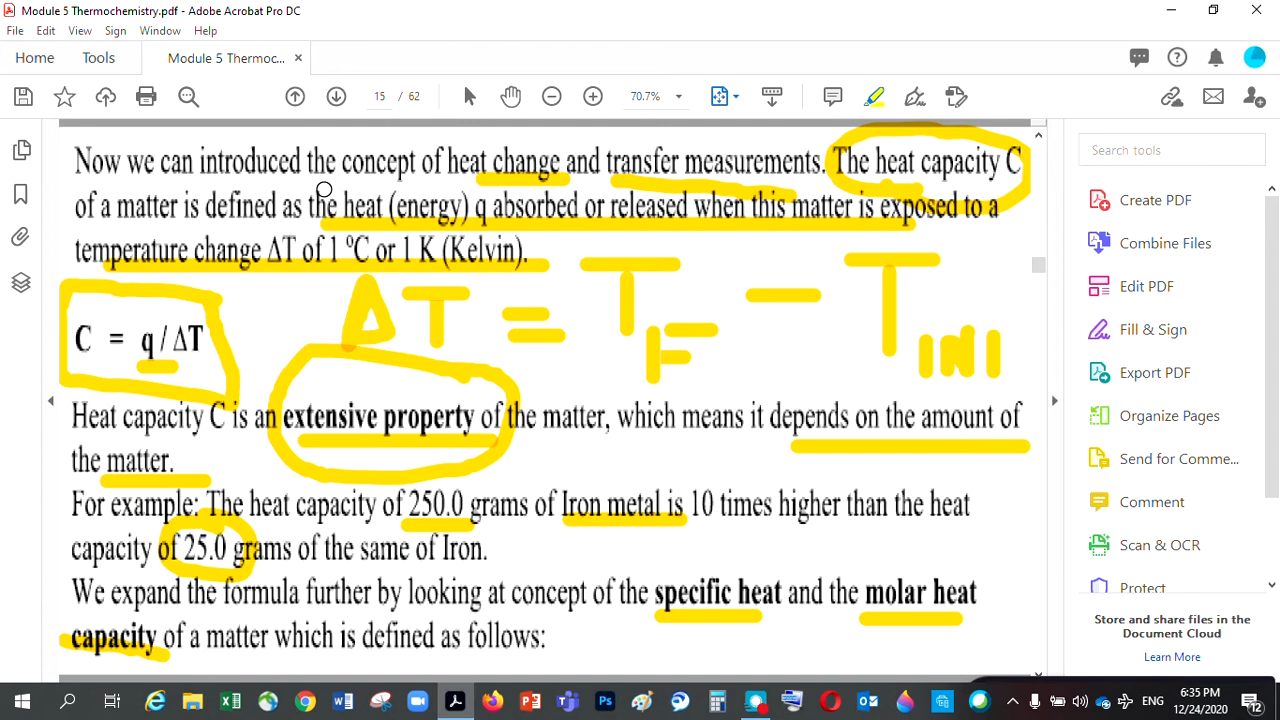 Module 5 Thermochemistry.pdf - Adobe Acrobat Pro DC
File Edit View Sign Window Help
Home Tools Module 5 Thermoc... ×
15 / 62 70.7%
Now we can introduced the concept of heat change and transfer measurements. The heat capacity C
of a matter is defined as the heat (energy) q absorbed or released when this matter is exposed to a
temperature change ΔT of 1 ⁰C or 1 K (Kelvin).
ΔT = TF - TINI
C = q / ΔT
Heat capacity C is an extensive property of the matter, which means it depends on the amount of
the matter.
For example: The heat capacity of 250.0 grams of Iron metal is 10 times higher than the heat
capacity of 25.0 grams of the same of Iron.
We expand the formula further by looking at concept of the specific heat and the molar heat
capacity of a matter which is defined as follows:
Search tools
Create PDF
Combine Files
Edit PDF
Fill & Sign
Export PDF
Organize Pages
Send for Comme...
Comment
Scan & OCR
Protect
Store and share files in the
Document Cloud
Learn More
ENG
6:35 PM
12/24/2020
12